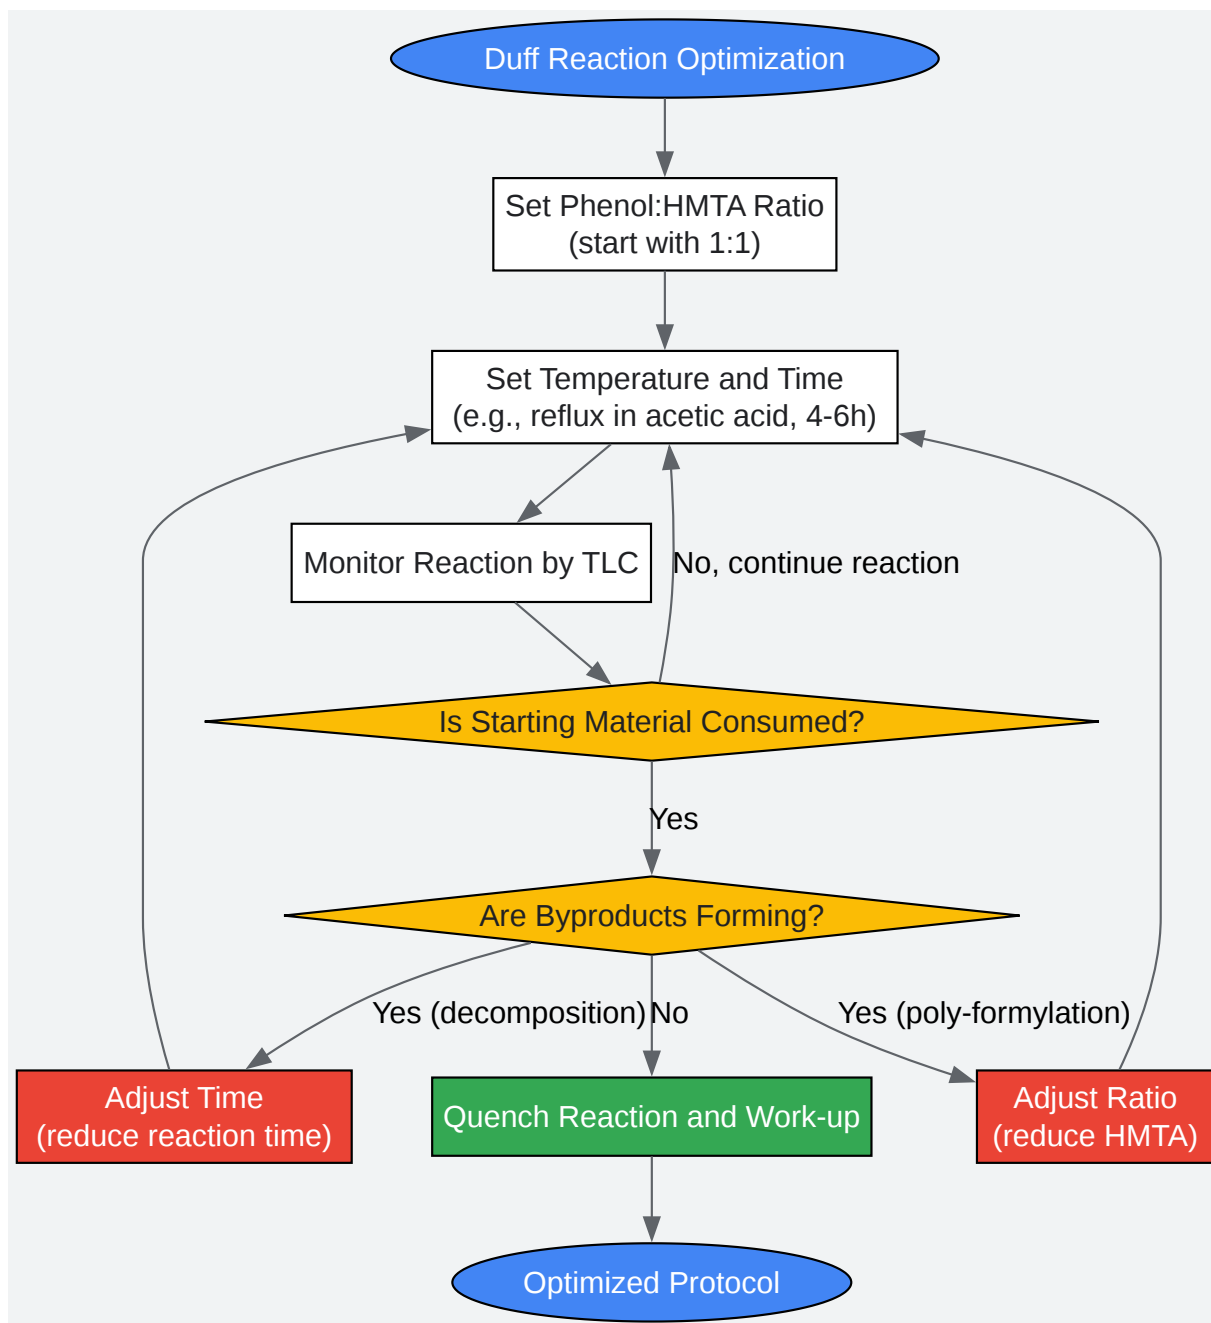 Duff Reaction Optimization
Set Phenol:HMTA Ratio
(start with 1:1)
Set Temperature and Time
(e.g., reflux in acetic acid, 4-6h)
Monitor Reaction by TLC
No, continue reaction
Is Starting Material Consumed?
Yes
Are Byproducts Forming?
Yes (decomposition)
No
Yes (poly-formylation)
Adjust Time
(reduce reaction time)
Quench Reaction and Work-up
Adjust Ratio
(reduce HMTA)
Optimized Protocol